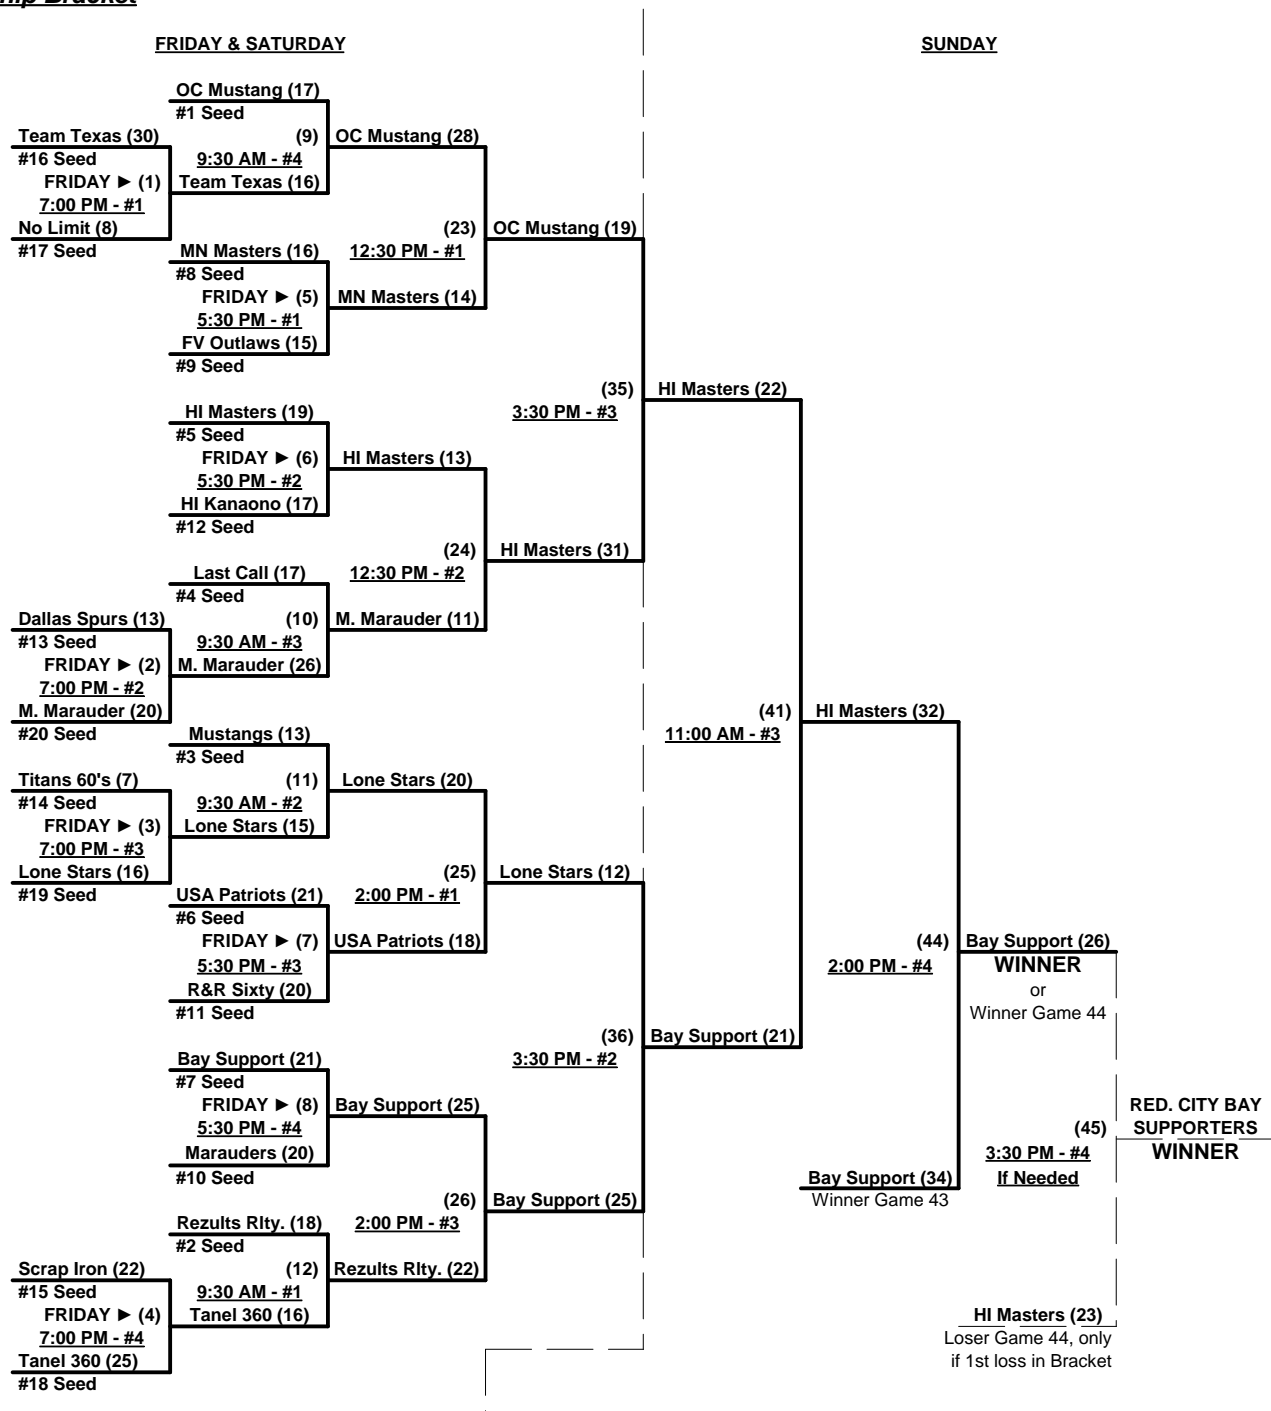 hip Bracket
FRIDAY & SATURDAY
SUNDAY
OC Mustang (17)
#1 Seed
Team Texas (30)
(9)
OC Mustang (28)
#16 Seed
9:30 AM - #4
FRIDAY ► (1)
Team Texas (16)
7:00 PM - #1
No Limit (8)
(23)
OC Mustang (19)
#17 Seed
MN Masters (16)
12:30 PM - #1
#8 Seed
FRIDAY ► (5)
MN Masters (14)
5:30 PM - #1
FV Outlaws (15)
#9 Seed
(35)
HI Masters (22)
HI Masters (19)
3:30 PM - #3
#5 Seed
FRIDAY ► (6)
HI Masters (13)
5:30 PM - #2
HI Kanaono (17)
#12 Seed
(24)
HI Masters (31)
Last Call (17)
12:30 PM - #2
#4 Seed
Dallas Spurs (13)
(10)
M. Marauder (11)
#13 Seed
9:30 AM - #3
FRIDAY ► (2)
M. Marauder (26)
7:00 PM - #2
M. Marauder (20)
(41)
HI Masters (32)
#20 Seed
Mustangs (13)
11:00 AM - #3
#3 Seed
Titans 60's (7)
(11)
Lone Stars (20)
#14 Seed
9:30 AM - #2
FRIDAY ► (3)
Lone Stars (15)
7:00 PM - #3
Lone Stars (16)
(25)
Lone Stars (12)
#19 Seed
USA Patriots (21)
2:00 PM - #1
#6 Seed
FRIDAY ► (7)
USA Patriots (18)
(44)
Bay Support (26)
5:30 PM - #3
2:00 PM - #4
WINNER
R&R Sixty (20)
or
#11 Seed
Winner Game 44
(36)
Bay Support (21)
Bay Support (21)
3:30 PM - #2
#7 Seed
FRIDAY ► (8)
Bay Support (25)
RED. CITY BAY
5:30 PM - #4
(45)
SUPPORTERS
Marauders (20)
3:30 PM - #4
WINNER
#10 Seed
Bay Support (34)
If Needed
(26)
Bay Support (25)
Winner Game 43
Rezults Rlty. (18)
2:00 PM - #3
#2 Seed
Scrap Iron (22)
(12)
Rezults Rlty. (22)
#15 Seed
9:30 AM - #1
FRIDAY ► (4)
Tanel 360 (16)
HI Masters (23)
7:00 PM - #4
Loser Game 44, only
Tanel 360 (25)
if 1st loss in Bracket
#18 Seed